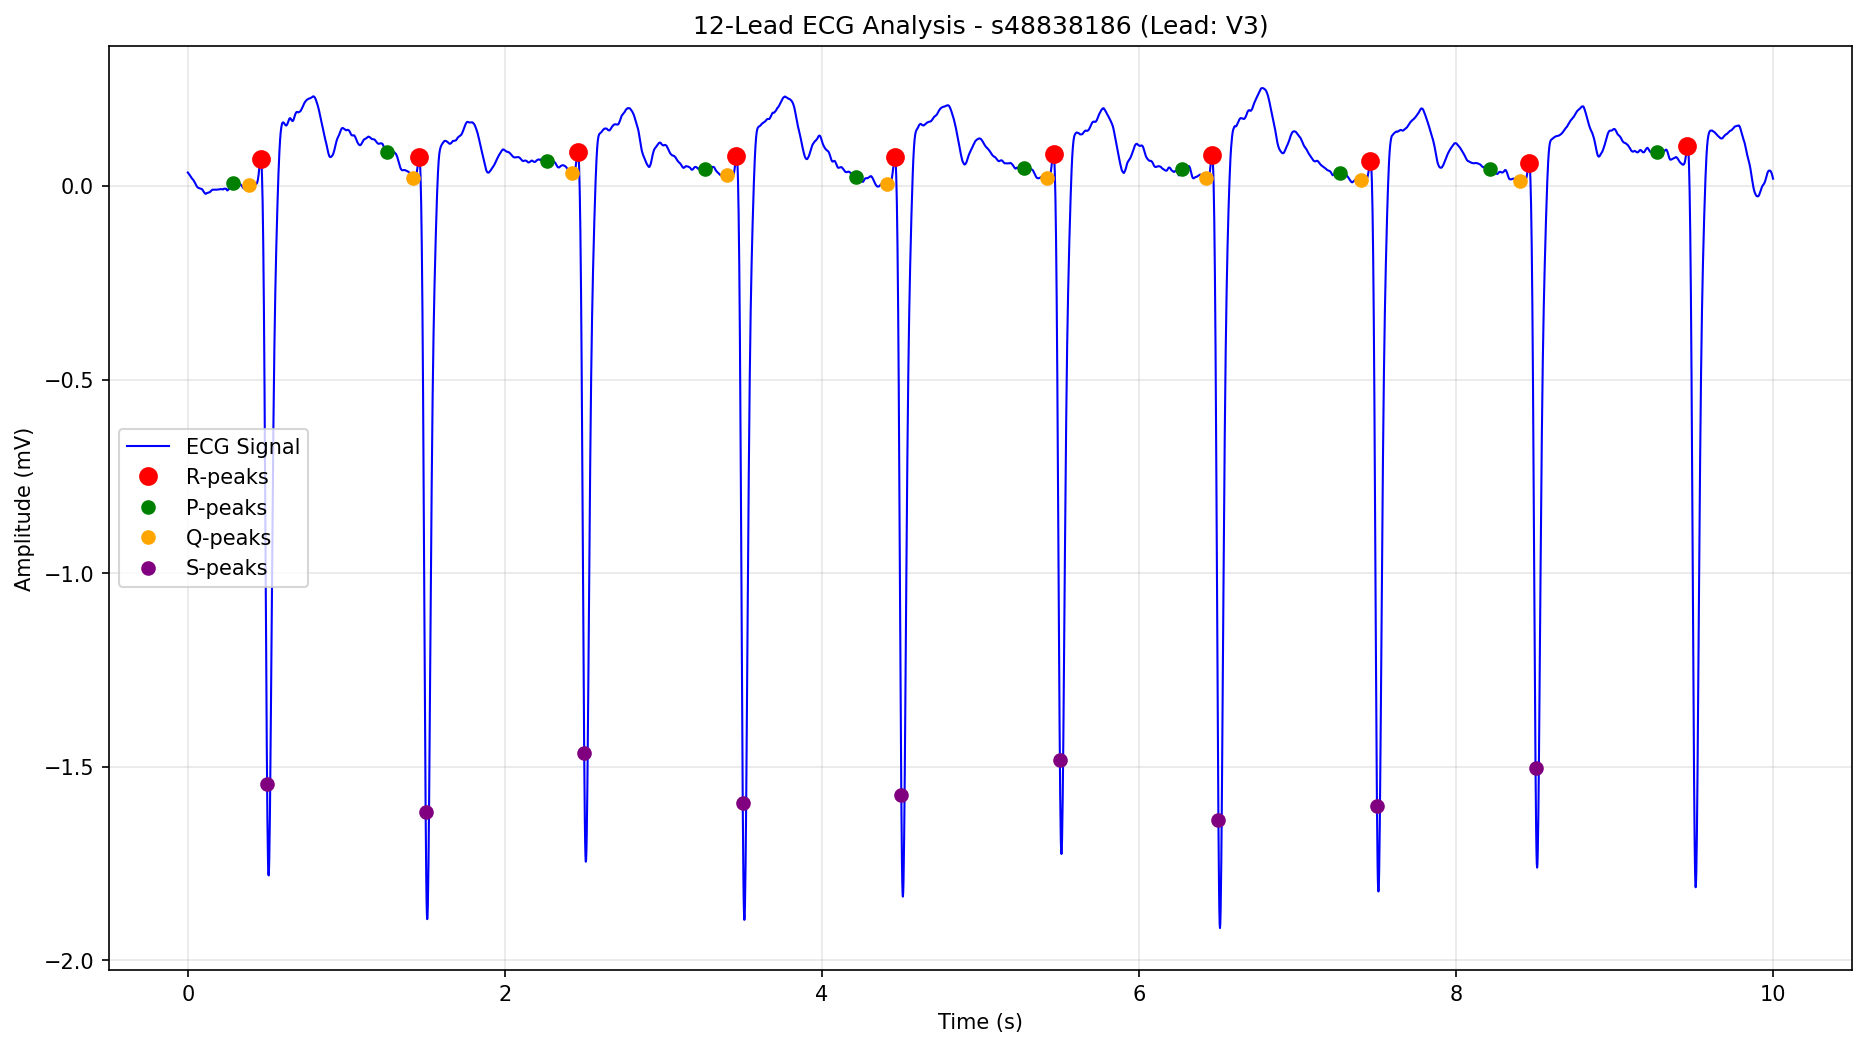 12-Lead ECG Analysis - s48838186 (Lead: V3)
Amplitude (mV)
0.0
−0.5
−1.0
−1.5
−2.0
ECG Signal
R-peaks
P-peaks
Q-peaks
S-peaks
0 2 4 6 8 10
Time (s)